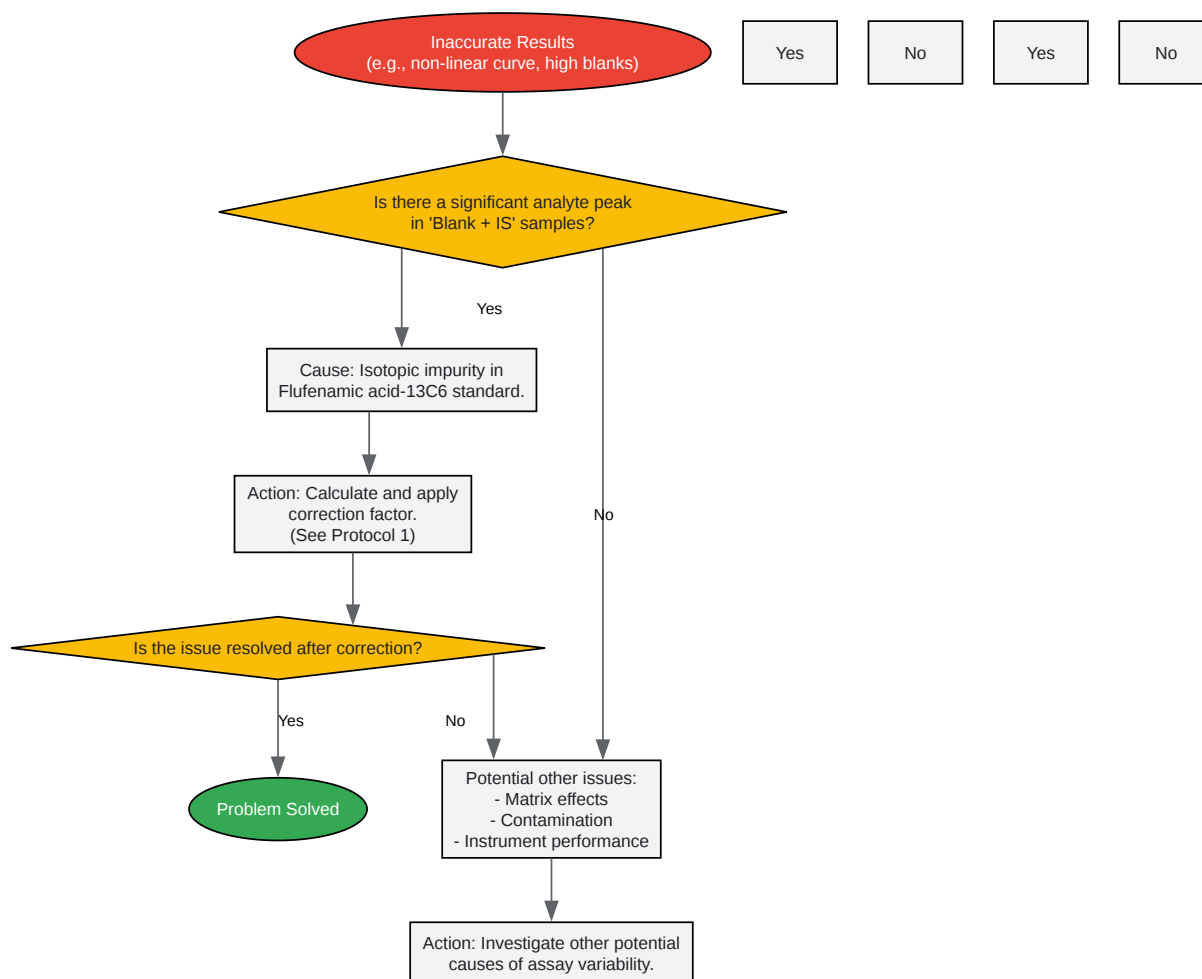 Inaccurate Results
(e.g., non-linear curve, high blanks)
Yes
No
Yes
No
Is there a significant analyte peak
in 'Blank + IS' samples?
Yes
Cause: Isotopic impurity in
Flufenamic acid-13C6 standard.
Action: Calculate and apply
correction factor.
(See Protocol 1)
No
Is the issue resolved after correction?
Yes
No
Problem Solved
Potential other issues:
- Matrix effects
- Contamination
- Instrument performance
Action: Investigate other potential
causes of assay variability.